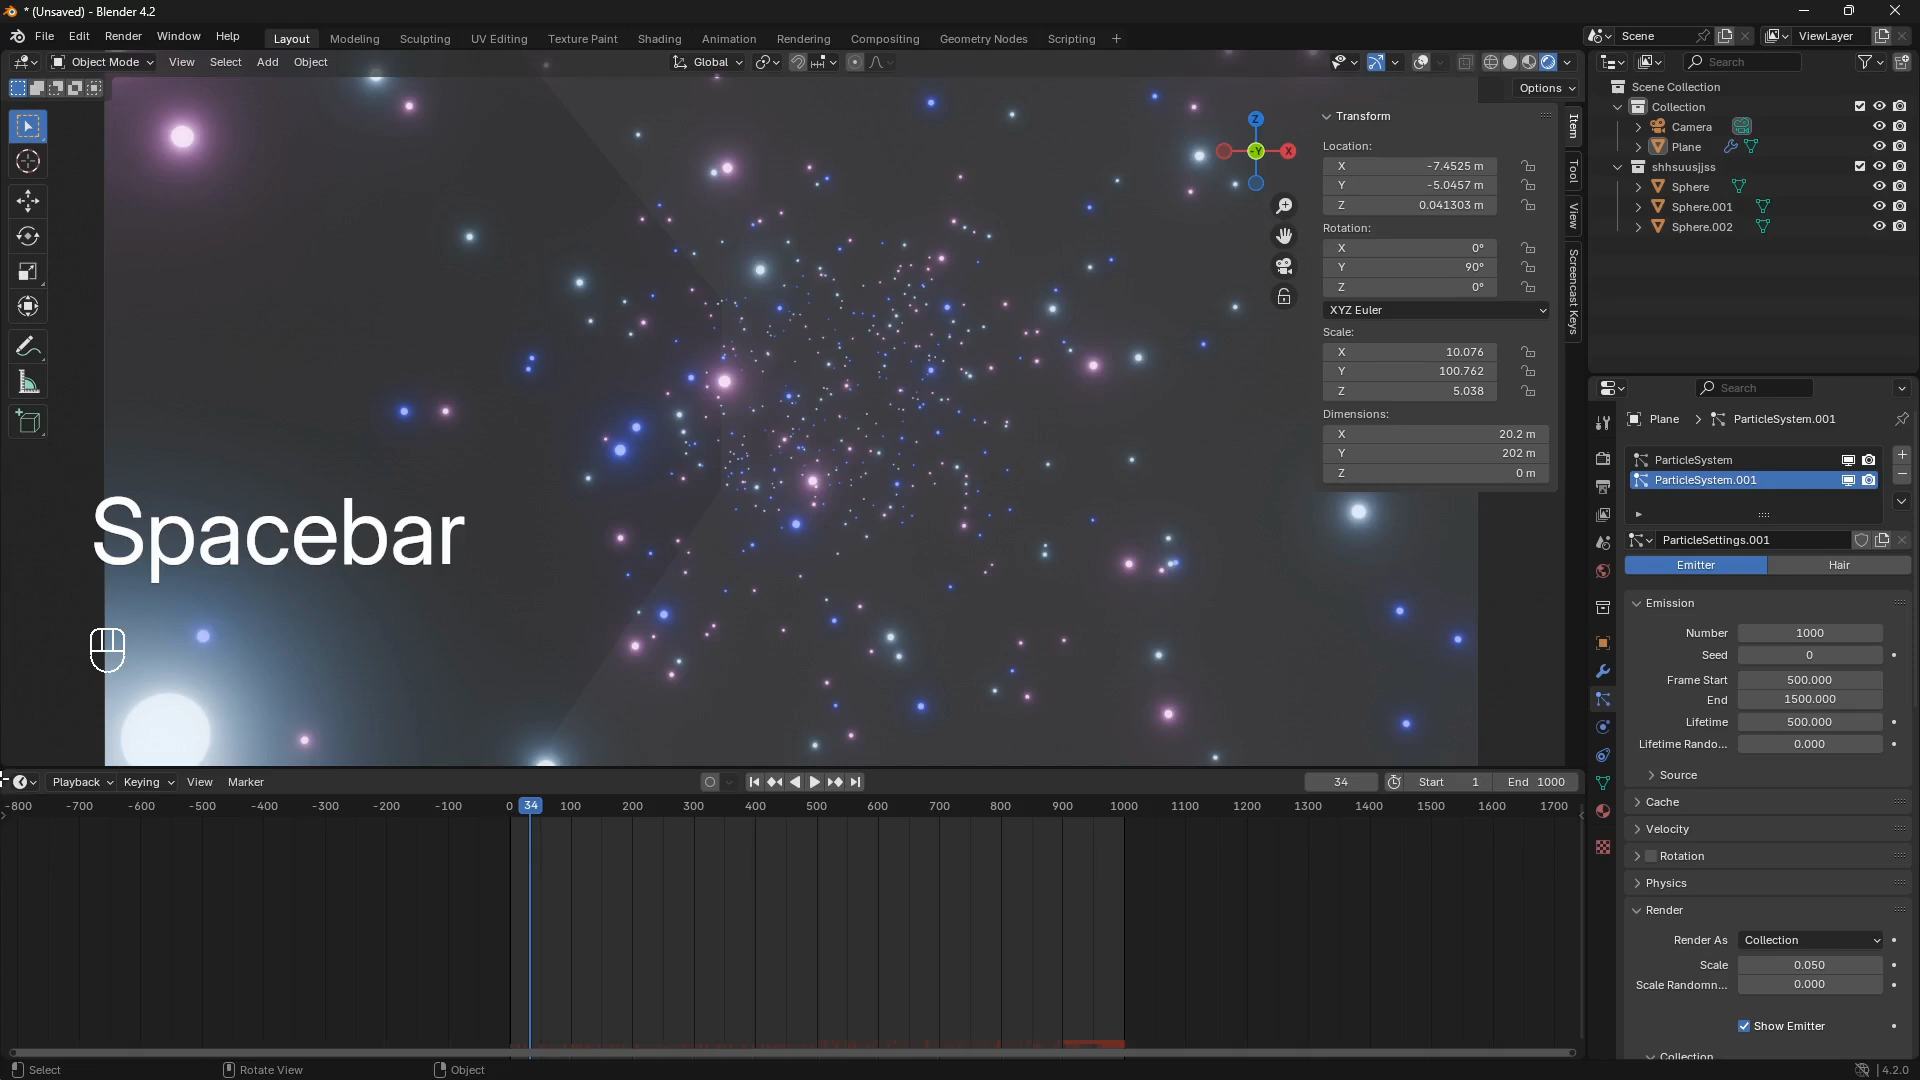 * (Unsaved) - Blender 4.2
File Edit Render Window Help
Layout Modeling Sculpting UV Editing Texture Paint Shading Animation Rendering Compositing Geometry Nodes Scripting +
Scene
ViewLayer
Object Mode View Select Add Object
Global
Options
Search
Scene Collection
Collection
Camera
Plane
shhsuusjjss
Sphere
Sphere.001
Sphere.002
Z
-Y
X
Transform
Location:
X -7.4525 m
Y -5.0457 m
Z 0.041303 m
Rotation:
X 0°
Y 90°
Z 0°
XYZ Euler
Scale:
X 10.076
Y 100.762
Z 5.038
Dimensions:
X 20.2 m
Y 202 m
Z 0 m
Item
Tool
View
Screencast Keys
Spacebar
Search
Plane > ParticleSystem.001
ParticleSystem
ParticleSystem.001
ParticleSettings.001
Emitter Hair
Emission
Number 1000
Seed 0
Frame Start 500.000
End 1500.000
Lifetime 500.000
Lifetime Rando... 0.000
Source
Cache
Velocity
Rotation
Physics
Render
Render As Collection
Scale 0.050
Scale Randomn... 0.000
Show Emitter
Collection
Playback Keying View Marker
34 Start 1 End 1000
-800 -700 -600 -500 -400 -300 -200 -100 0 34 100 200 300 400 500 600 700 800 900 1000 1100 1200 1300 1400 1500 1600 1700
Select Rotate View Object
4.2.0